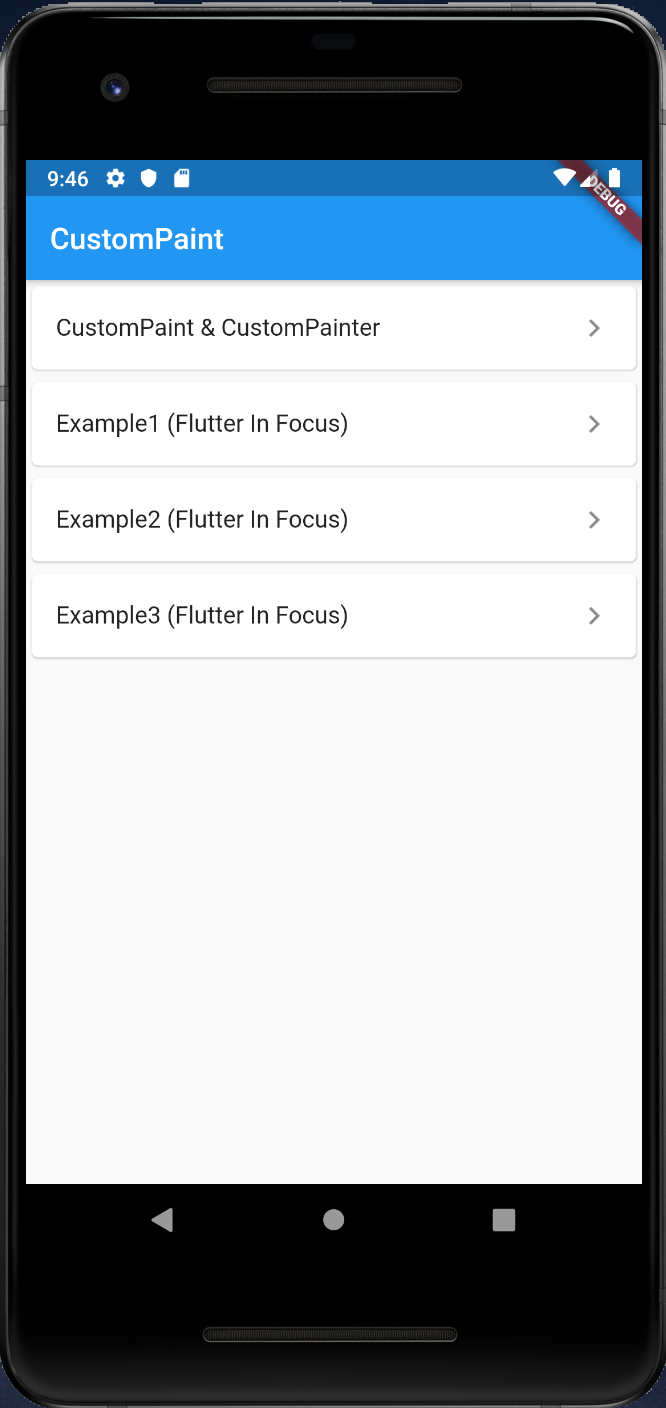 9:46
DEBUG
CustomPaint
CustomPaint & CustomPainter
Example1 (Flutter In Focus)
Example2 (Flutter In Focus)
Example3 (Flutter In Focus)